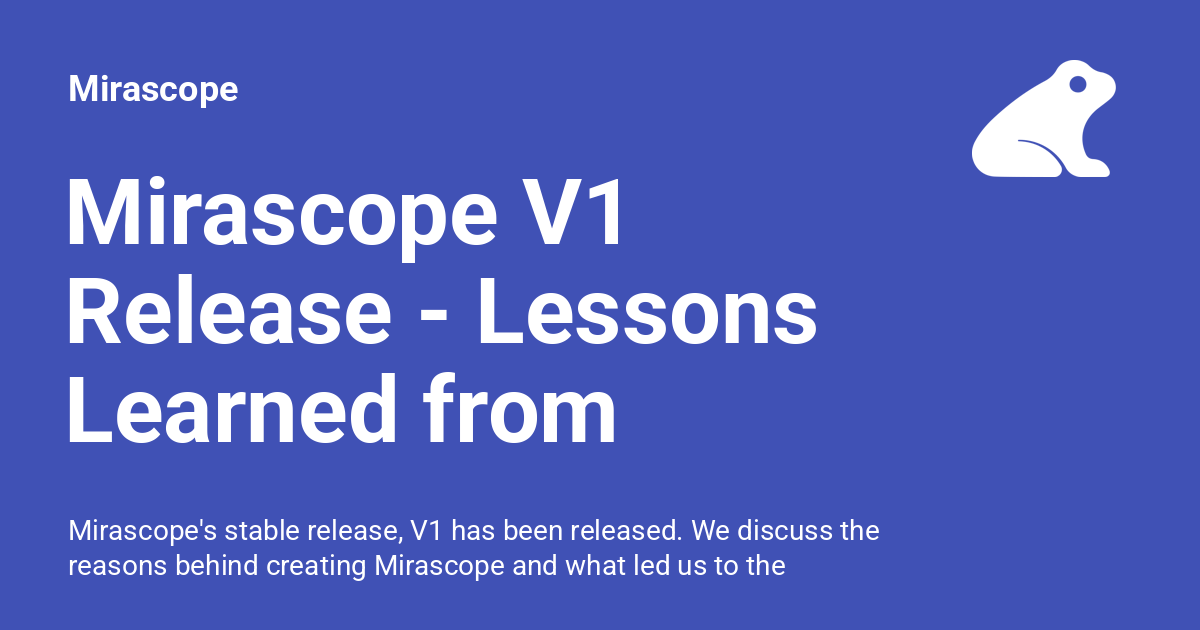 Mirascope
Mirascope V1
Release - Lessons
Learned from
Mirascope's stable release, V1 has been released. We discuss the
reasons behind creating Mirascope and what led us to the